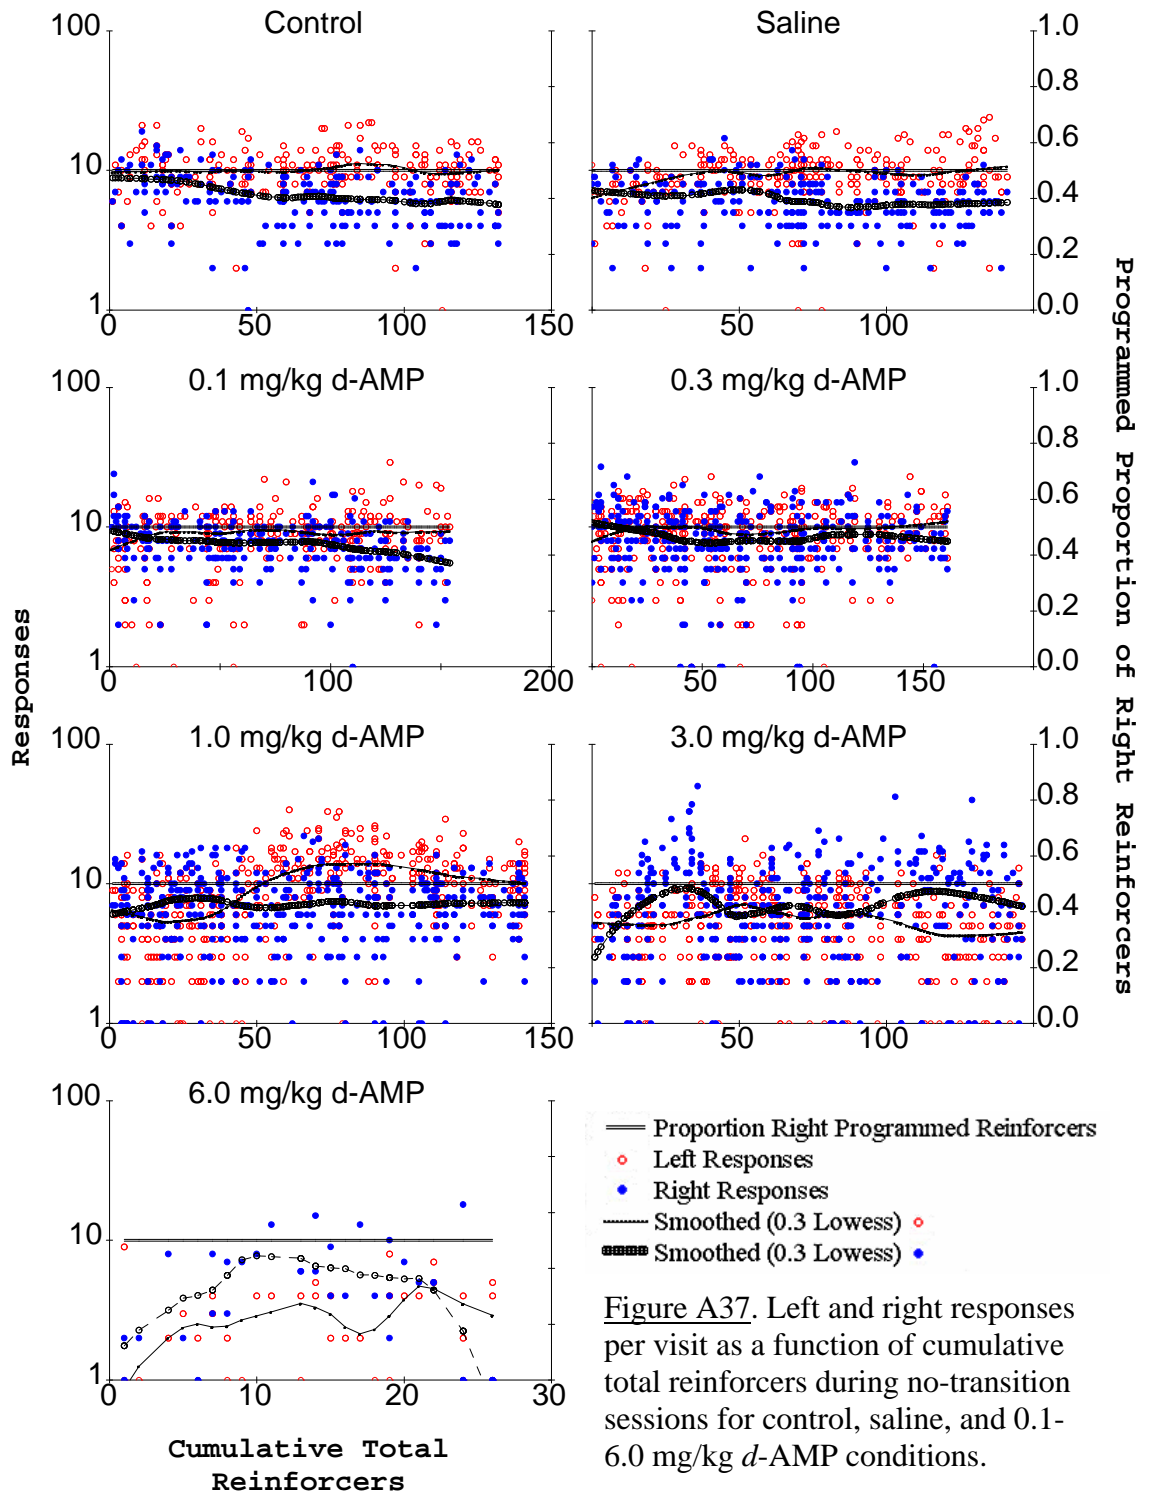 Control
Saline
100
10
1
0
50
100
150
50
100
1.0
0.8
0.6
0.4
0.2
0.0
0.1 mg/kg d-AMP
0.3 mg/kg d-AMP
100
10
1
0
100
200
50
100
150
1.0
0.8
0.6
0.4
0.2
0.0
Responses
Programmed Proportion of Right Reinforcers
1.0 mg/kg d-AMP
3.0 mg/kg d-AMP
100
10
1
0
50
100
150
50
100
1.0
0.8
0.6
0.4
0.2
0.0
6.0 mg/kg d-AMP
100
10
1
0
10
20
30
Cumulative Total
Reinforcers
Proportion Right Programmed Reinforcers
Left Responses
Right Responses
Smoothed (0.3 Lowess)
Smoothed (0.3 Lowess)
Figure A37. Left and right responses
per visit as a function of cumulative
total reinforcers during no-transition
sessions for control, saline, and 0.1-
6.0 mg/kg d-AMP conditions.